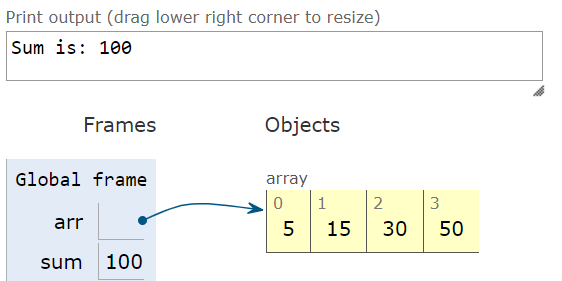 Print output (drag lower right corner to resize)
Sum is: 100
Frames Objects
Global frame
arr
sum 100
array
0 1 2 3
5 15 30 50